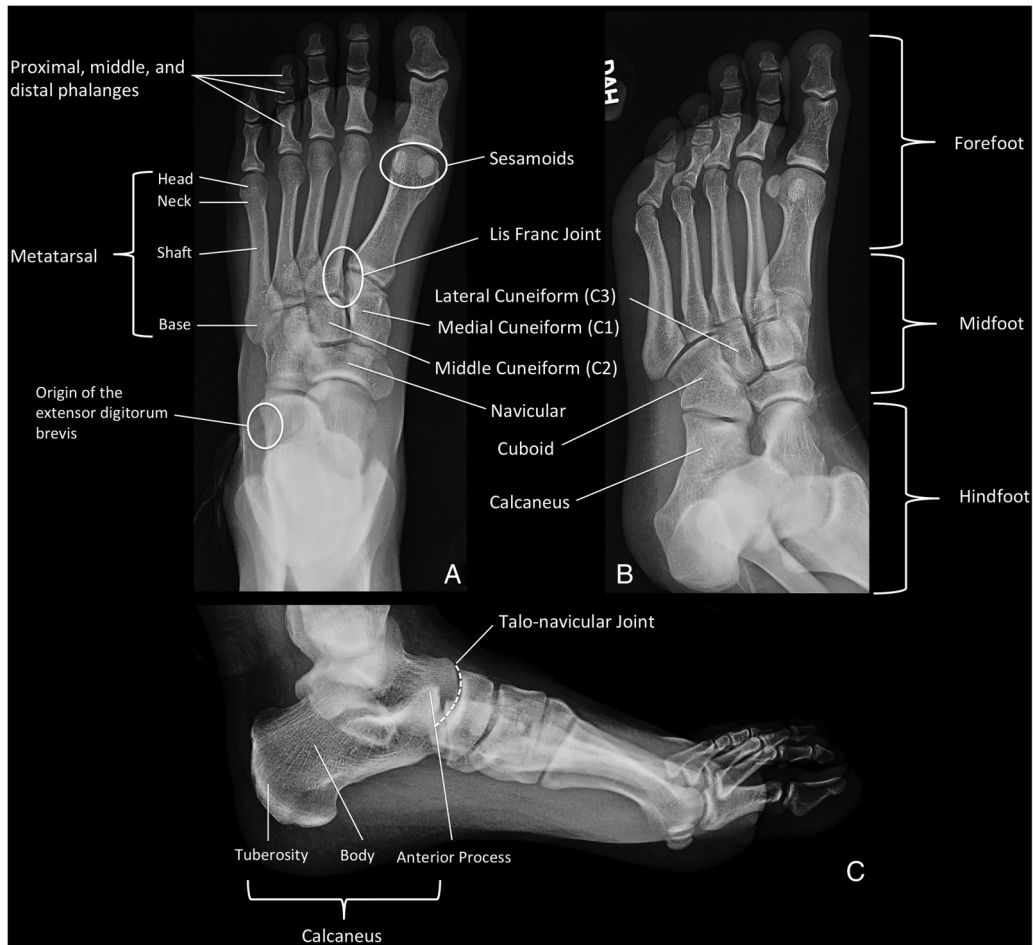 Proximal, middle, and
distal phalanges
Head
Neck
Metatarsal
Shaft
Base
Origin of the
extensor digitorum
brevis
Sesamoids
Lis Franc Joint
Lateral Cuneiform (C3)
Medial Cuneiform (C1)
Middle Cuneiform (C2)
Navicular
Cuboid
Calcaneus
A
DAH
B
Forefoot
Midfoot
Hindfoot
Talo-navicular Joint
Tuberosity
Body
Anterior Process
C
Calcaneus